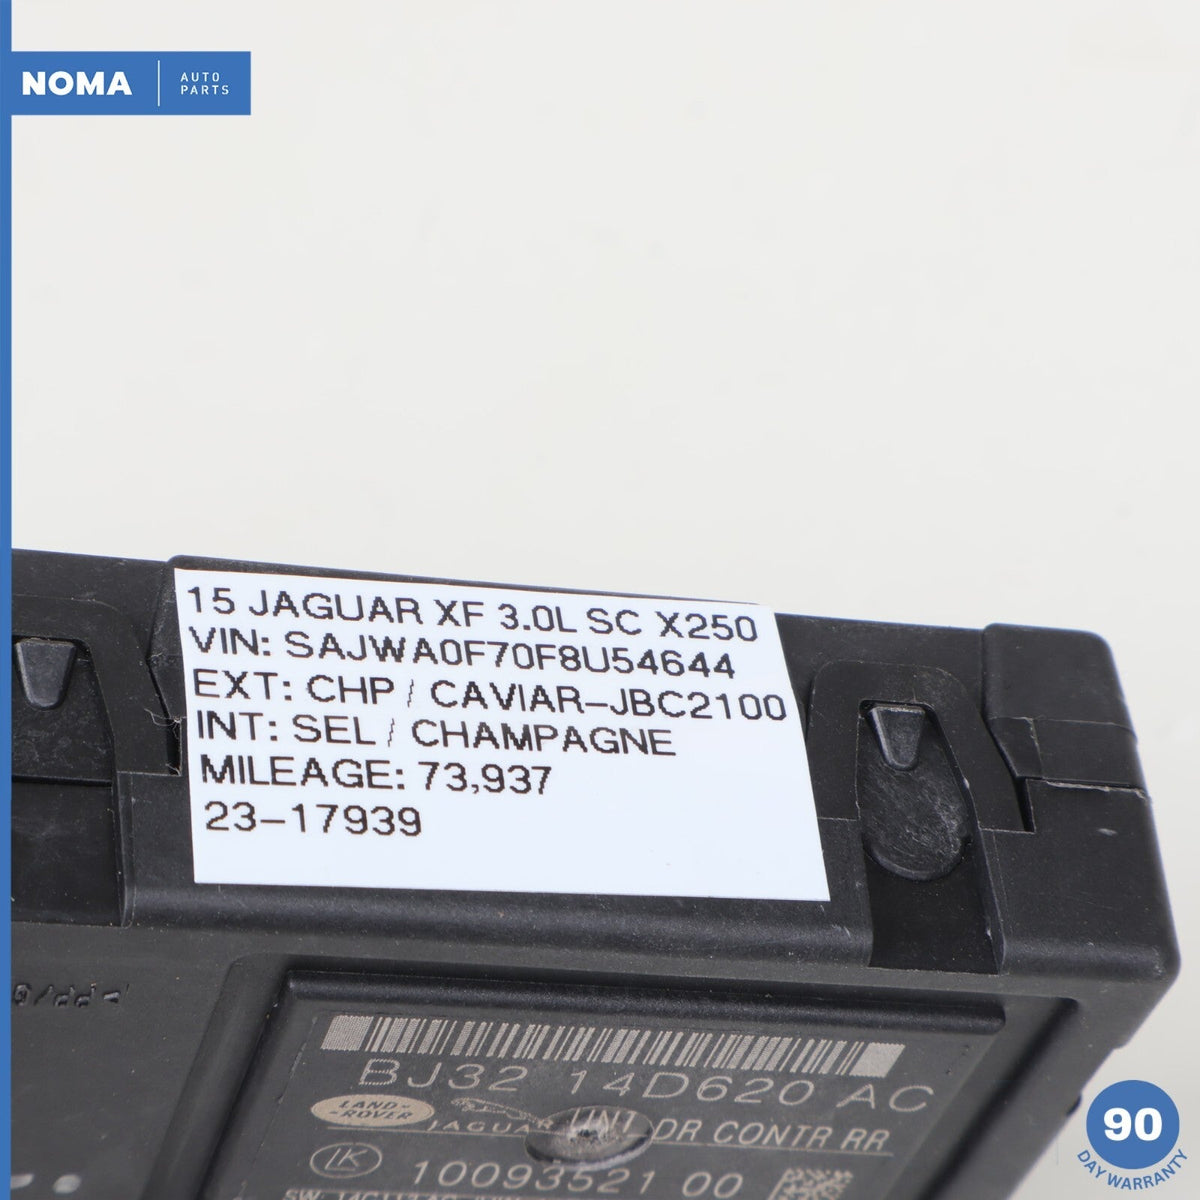 NOMA
AUTO
PARTS
15 JAGUAR XF 3.0L SC X250
VIN: SAJWA0F70F8U54644
EXT: CHP / CAVIAR-JBC2100
INT: SEL / CHAMPAGNE
MILEAGE: 73,937
23-17939
BJ32 14D620 AC
LAND-
-ROVER
JAGUAR UNI DR CONTR RR
LK 10093521 00
90
DAY WARRANTY